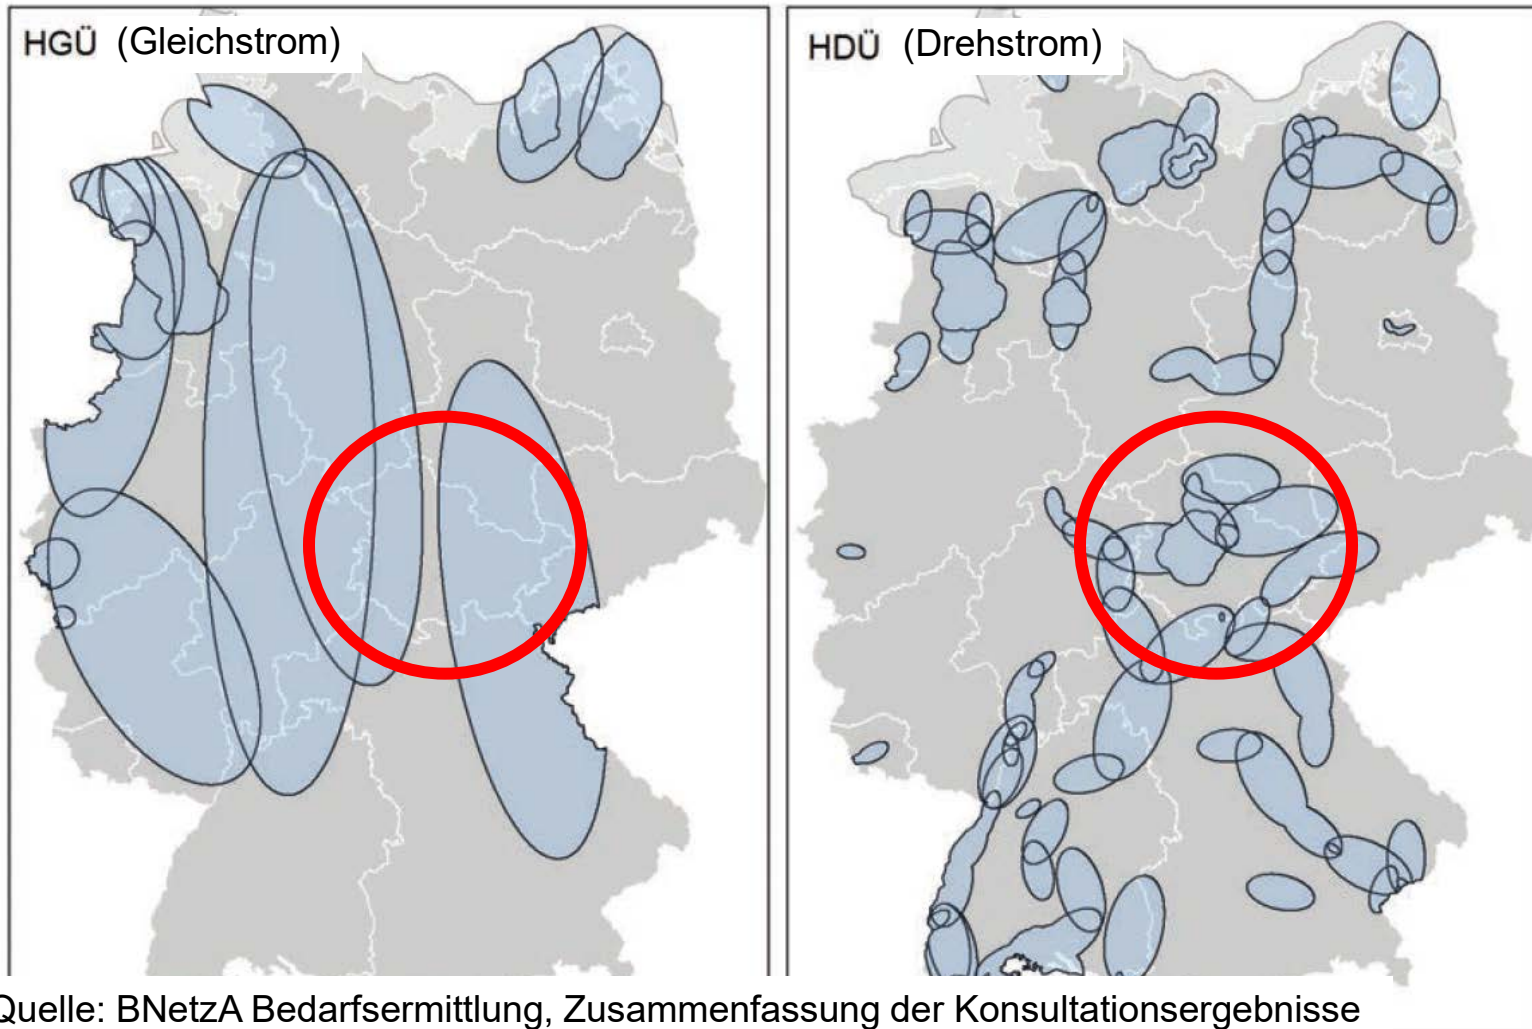 HGÜ (Gleichstrom)
HDÜ (Drehstrom)
Quelle: BNetzA Bedarfsermittlung, Zusammenfassung der Konsultationsergebnisse